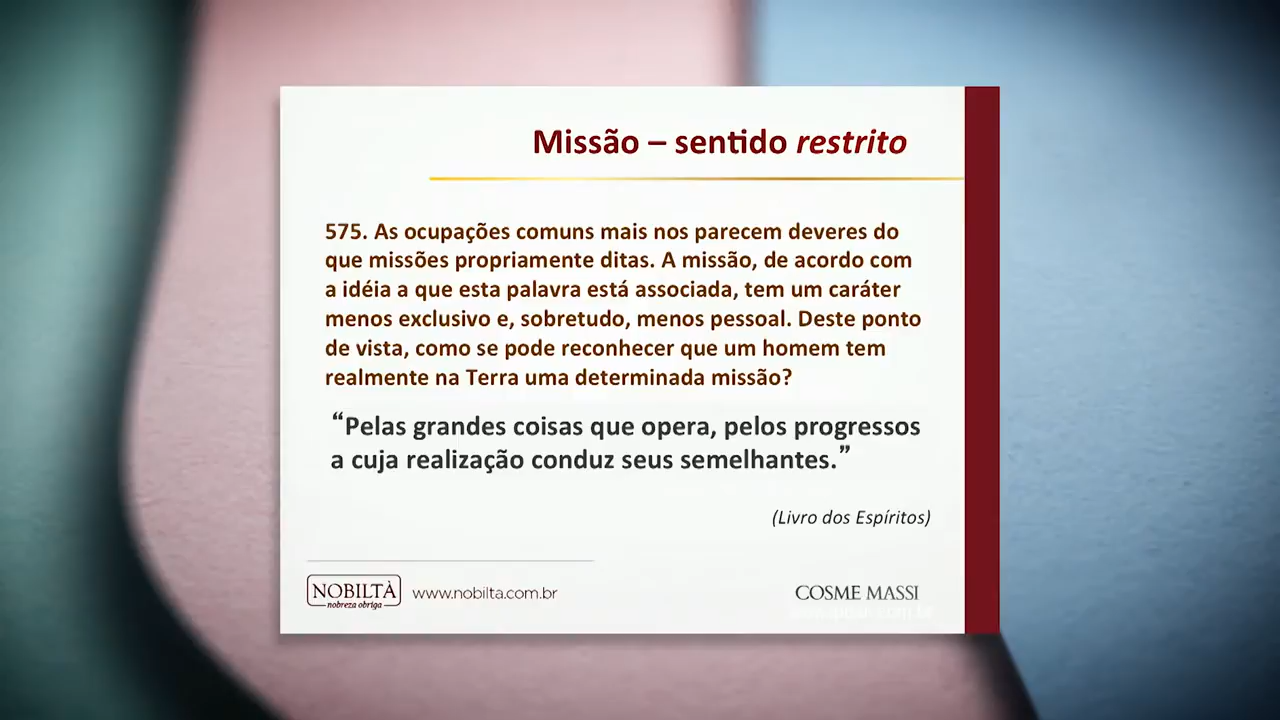 Missão – sentido restrito
575. As ocupações comuns mais nos parecem deveres do
que missões propriamente ditas. A missão, de acordo com
a idéia a que esta palavra está associada, tem um caráter
menos exclusivo e, sobretudo, menos pessoal. Deste ponto
de vista, como se pode reconhecer que um homem tem
realmente na Terra uma determinada missão?
“Pelas grandes coisas que opera, pelos progressos
a cuja realização conduz seus semelhantes.”
(Livro dos Espíritos)
NOBILTÀ
nobreza obriga
www.nobilta.com.br
COSME MASSI